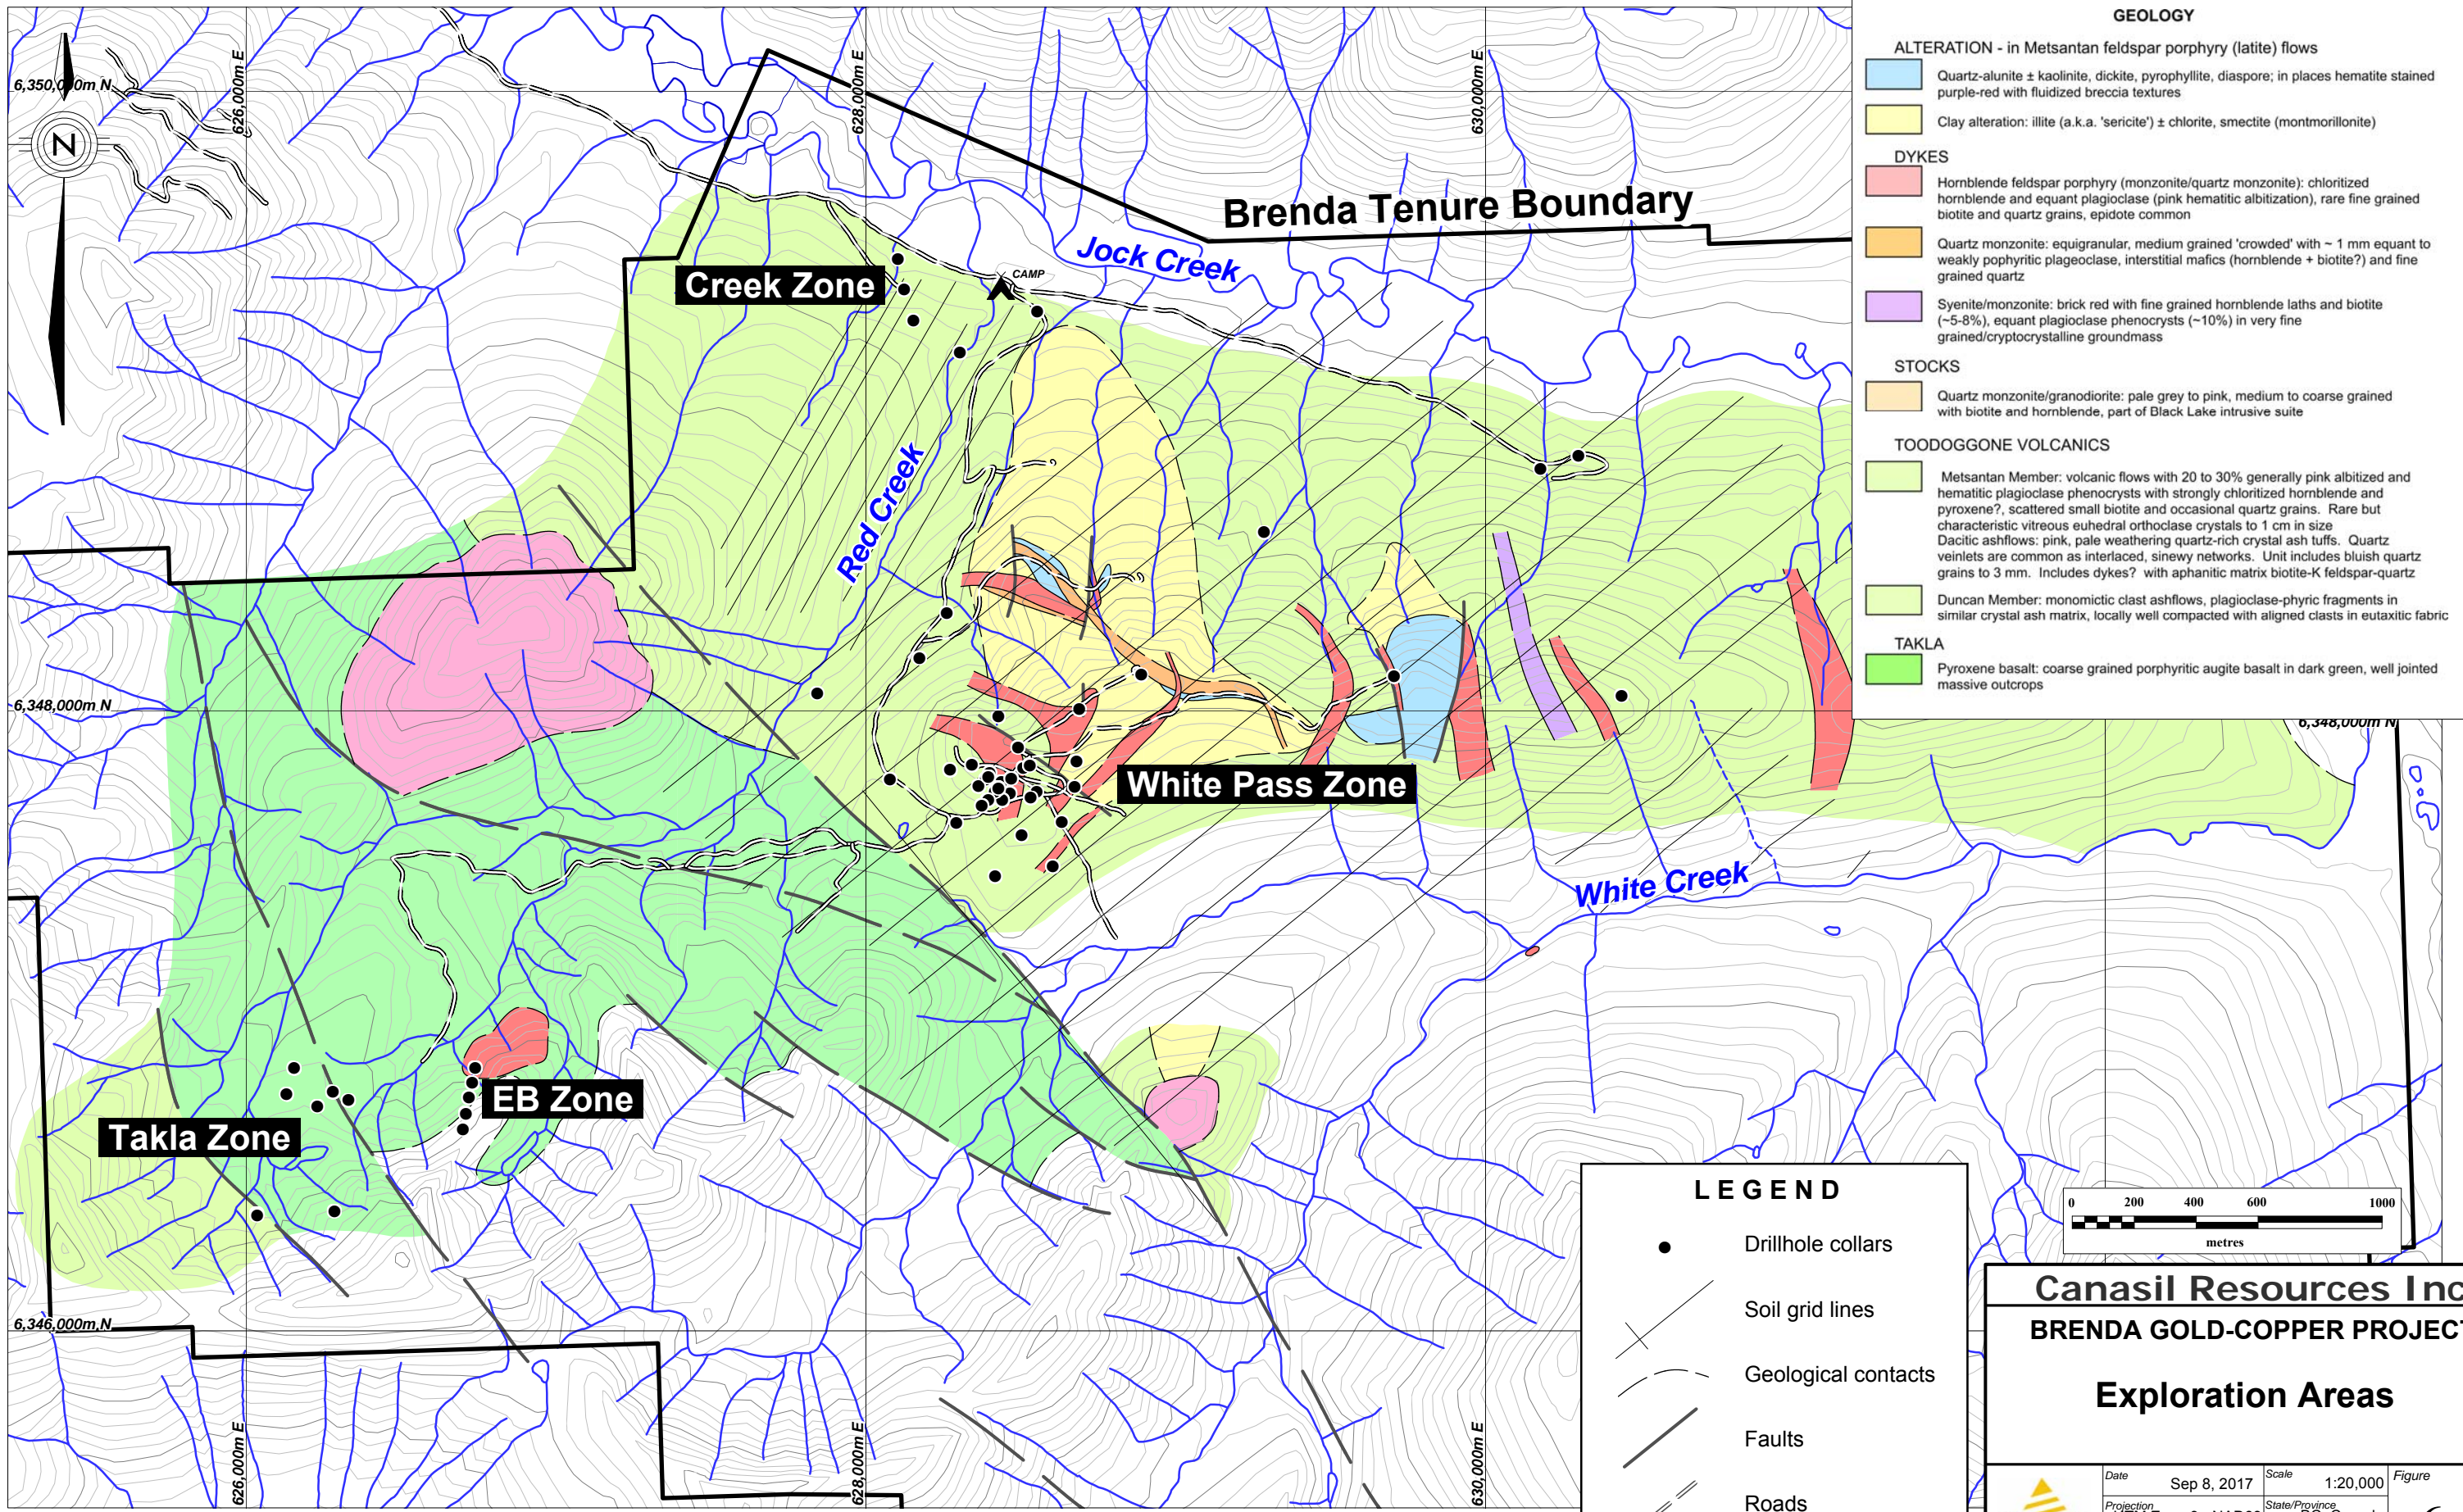 GEOLOGY
ALTERATION - in Metsantan feldspar porphyry (latite) flows
Quartz-alunite ± kaolinite, dickite, pyrophyllite, diaspore; in places hematite stained
purple-red with fluidized breccia textures
Clay alteration: illite (a.k.a. 'sericite') ± chlorite, smectite (montmorillonite)
DYKES
Hornblende feldspar porphyry (monzonite/quartz monzonite): chloritized
hornblende and equant plagioclase (pink hematitic albitization), rare fine grained
biotite and quartz grains, epidote common
Quartz monzonite: equigranular, medium grained 'crowded' with ~ 1 mm equant to
weakly pophyritic plageoclase, interstitial mafics (hornblende + biotite?) and fine
grained quartz
Syenite/monzonite: brick red with fine grained hornblende laths and biotite
(~5-8%), equant plagioclase phenocrysts (~10%) in very fine
grained/cryptocrystalline groundmass
STOCKS
Quartz monzonite/granodiorite: pale grey to pink, medium to coarse grained
with biotite and hornblende, part of Black Lake intrusive suite
TOODOGGONE VOLCANICS
Metsantan Member: volcanic flows with 20 to 30% generally pink albitized and
hematitic plagioclase phenocrysts with strongly chloritized hornblende and
pyroxene?, scattered small biotite and occasional quartz grains. Rare but
characteristic vitreous euhedral orthoclase crystals to 1 cm in size
Dacitic ashflows: pink, pale weathering quartz-rich crystal ash tuffs. Quartz
veinlets are common as interlaced, sinewy networks. Unit includes bluish quartz
grains to 3 mm. Includes dykes? with aphanitic matrix biotite-K feldspar-quartz
Duncan Member: monomictic clast ashflows, plagioclase-phyric fragments in
similar crystal ash matrix, locally well compacted with aligned clasts in eutaxitic fabric
TAKLA
Pyroxene basalt: coarse grained porphyritic augite basalt in dark green, well jointed
massive outcrops
6,350,000m N
626,000m E
628,000m E
630,000m E
N
Brenda Tenure Boundary
Jock Creek
CAMP
Creek Zone
Red Creek
6,348,000m N
6,348,000m N
White Pass Zone
White Creek
EB Zone
Takla Zone
6,346,000m N
626,000m E
628,000m E
630,000m E
LEGEND
Drillhole collars
Soil grid lines
Geological contacts
Faults
Roads
0 200 400 600 1000
metres
Canasil Resources Inc
BRENDA GOLD-COPPER PROJECT
Exploration Areas
Date Sep 8, 2017 Scale 1:20,000 Figure
Projection State/Province